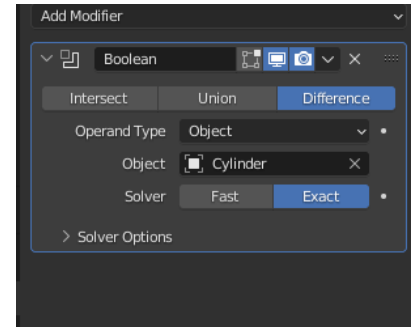 Add Modifier
Boolean
Intersect Union Difference
Operand Type Object
Object Cylinder
Solver Fast Exact
Solver Options